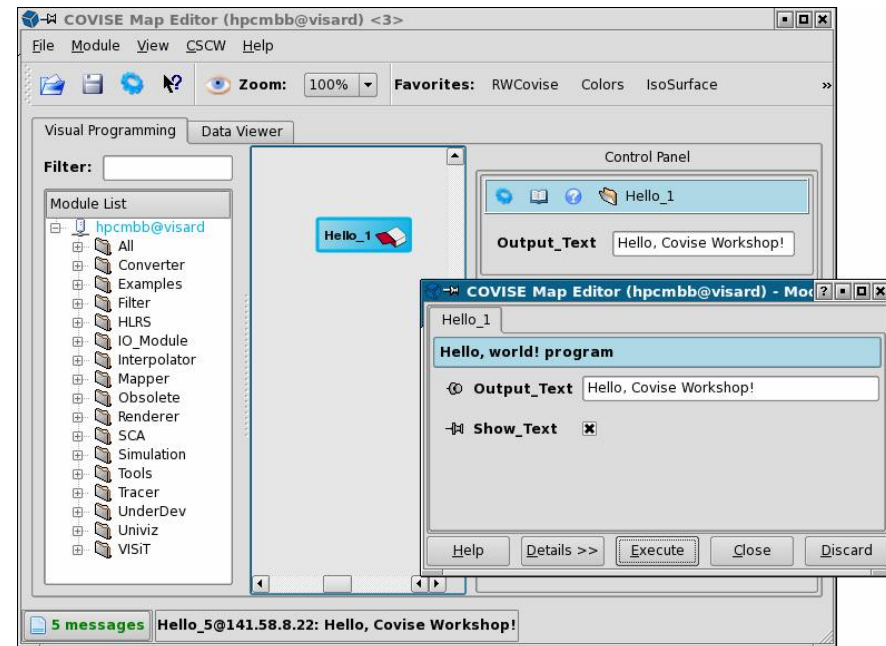 COVISE Map Editor (hpcmbb@visard) <3>
File Module View CSCW Help
Zoom: 100% Favorites: RWCovise Colors IsoSurface »
Visual Programming Data Viewer
Filter:
Module List
hpcmbb@visard
All
Converter
Examples
Filter
HLRS
IO_Module
Interpolator
Mapper
Obsolete
Renderer
SCA
Simulation
Tools
Tracer
UnderDev
Univiz
VISiT
Hello_1
Control Panel
Hello_1
Output_Text Hello, Covise Workshop!
COVISE Map Editor (hpcmbb@visard) - Mod
Hello_1
Hello, world! program
Output_Text Hello, Covise Workshop!
Show_Text
Help Details >> Execute Close Discard
5 messages Hello_5@141.58.8.22: Hello, Covise Workshop!